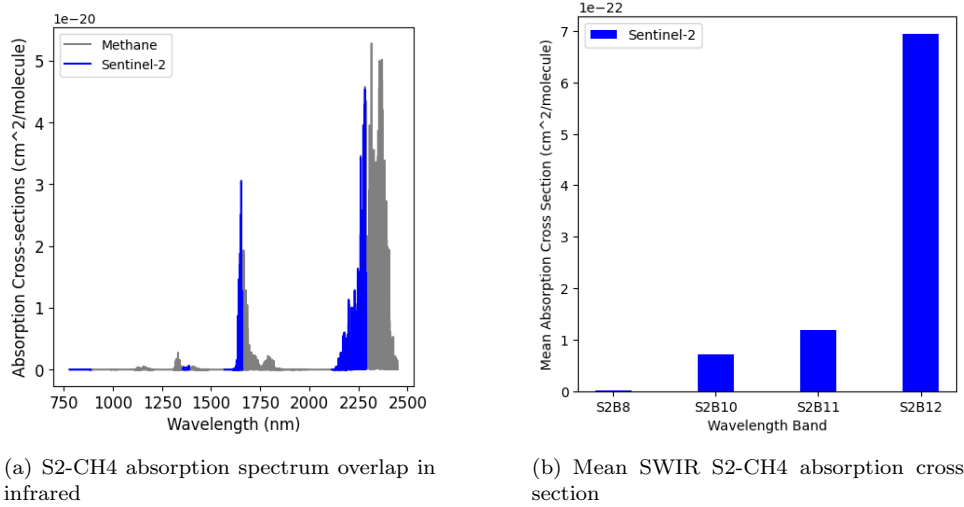 1e−20
Absorption Cross-sections (cm^2/molecule)
5
4
3
2
1
0
Methane
Sentinel-2
750 1000 1250 1500 1750 2000 2250 2500
Wavelength (nm)
(a) S2-CH4 absorption spectrum overlap in
infrared
1e−22
Mean Absorption Cross Section (cm^2/molecule)
7
6
5
4
3
2
1
0
Sentinel-2
S2B8 S2B10 S2B11 S2B12
Wavelength Band
(b) Mean SWIR S2-CH4 absorption cross
section